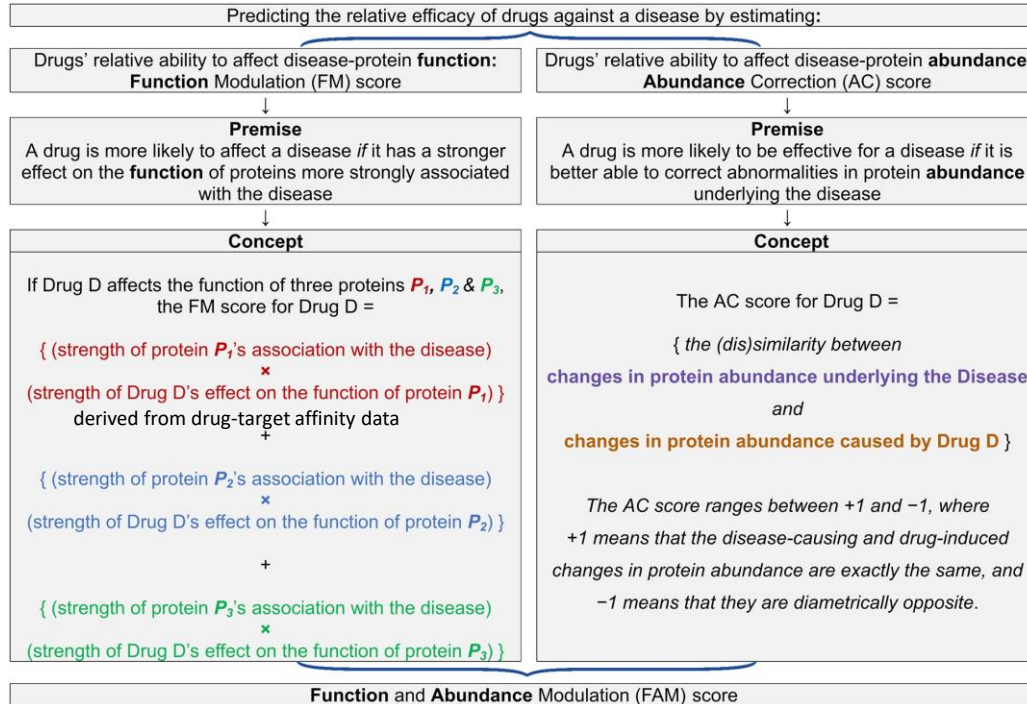 Predicting the relative efficacy of drugs against a disease by estimating:
Drugs' relative ability to affect disease-protein function:
Function Modulation (FM) score
↓
Premise
A drug is more likely to affect a disease if it has a stronger
effect on the function of proteins more strongly associated
with the disease
↓
Concept
If Drug D affects the function of three proteins P1, P2 & P3,
the FM score for Drug D =
{ (strength of protein P1's association with the disease)
×
(strength of Drug D's effect on the function of protein P1) }
derived from drug-target affinity data
+
{ (strength of protein P2's association with the disease)
×
(strength of Drug D's effect on the function of protein P2) }
+
{ (strength of protein P3's association with the disease)
×
(strength of Drug D's effect on the function of protein P3) }
Drugs' relative ability to affect disease-protein abundance
Abundance Correction (AC) score
↓
Premise
A drug is more likely to be effective for a disease if it is
better able to correct abnormalities in protein abundance
underlying the disease
↓
Concept
The AC score for Drug D =
{ the (dis)similarity between
changes in protein abundance underlying the Disease
and
changes in protein abundance caused by Drug D }
The AC score ranges between +1 and −1, where
+1 means that the disease-causing and drug-induced
changes in protein abundance are exactly the same, and
−1 means that they are diametrically opposite.
Function and Abundance Modulation (FAM) score